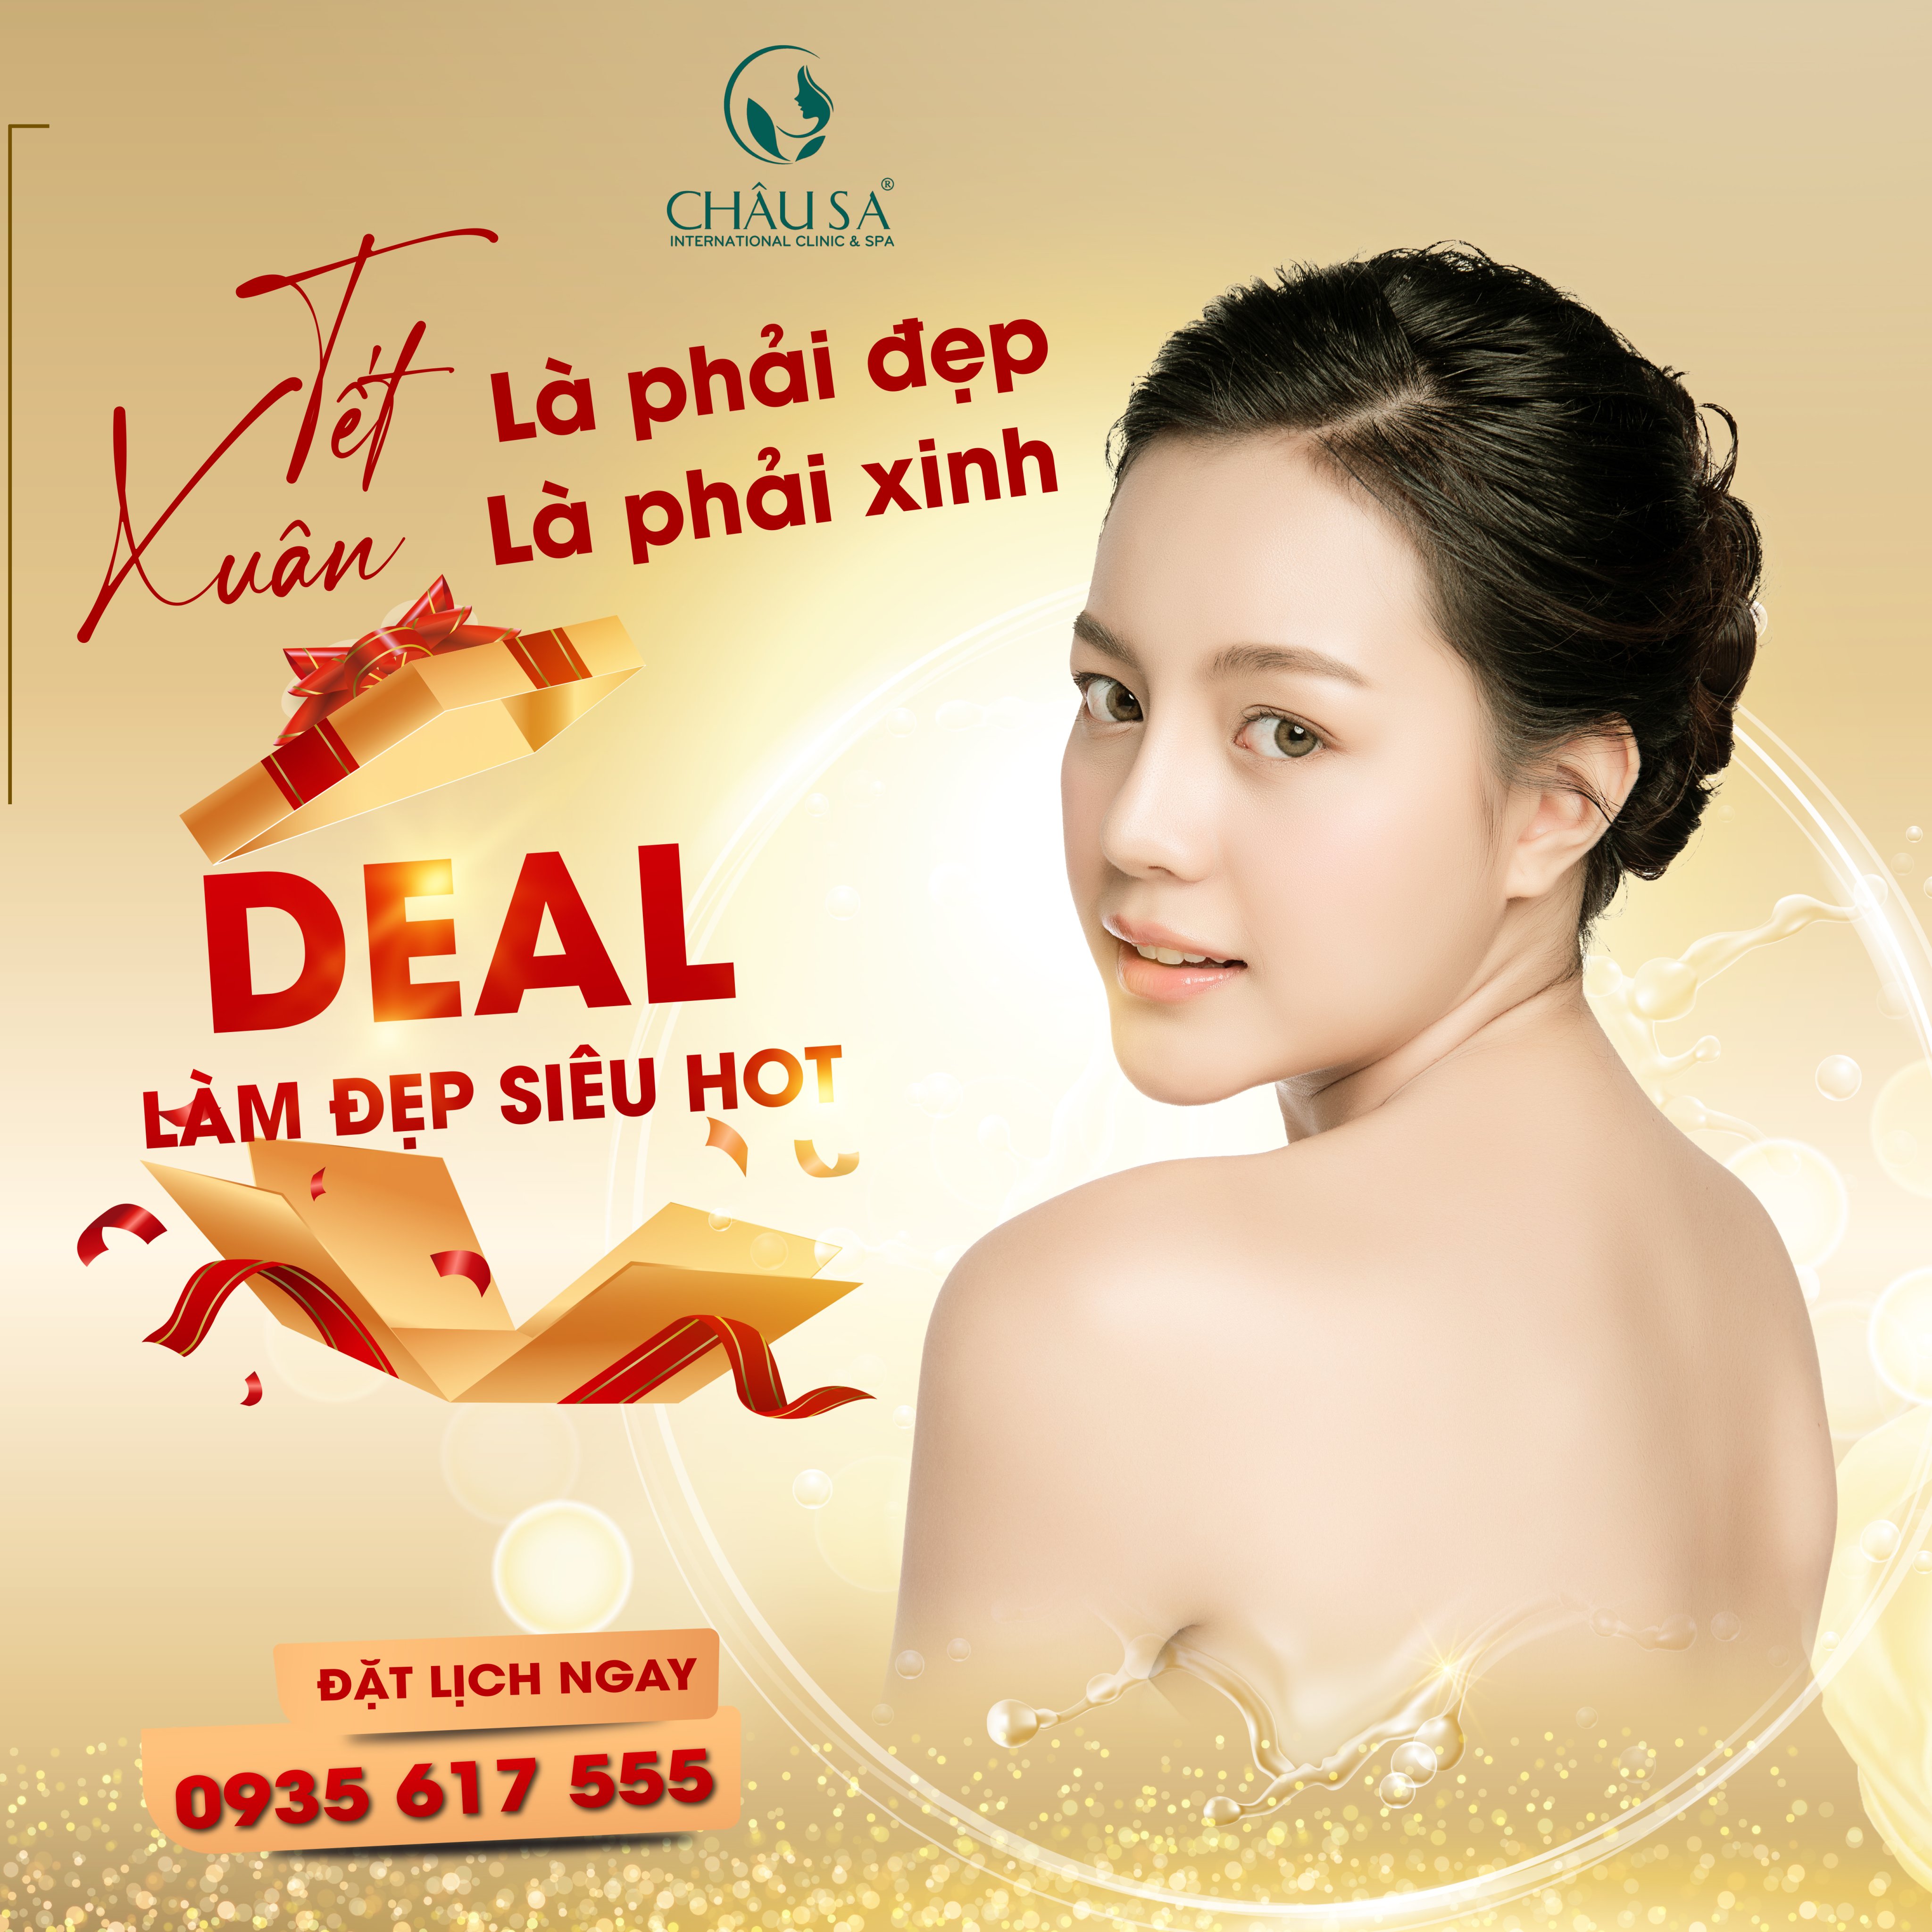 CHÂU SA®
INTERNATIONAL CLINIC & SPA
Tết Là phải đẹp
Xuân Là phải xinh
DEAL
LÀM ĐẸP SIÊU HOT
ĐẶT LỊCH NGAY
0935 617 555